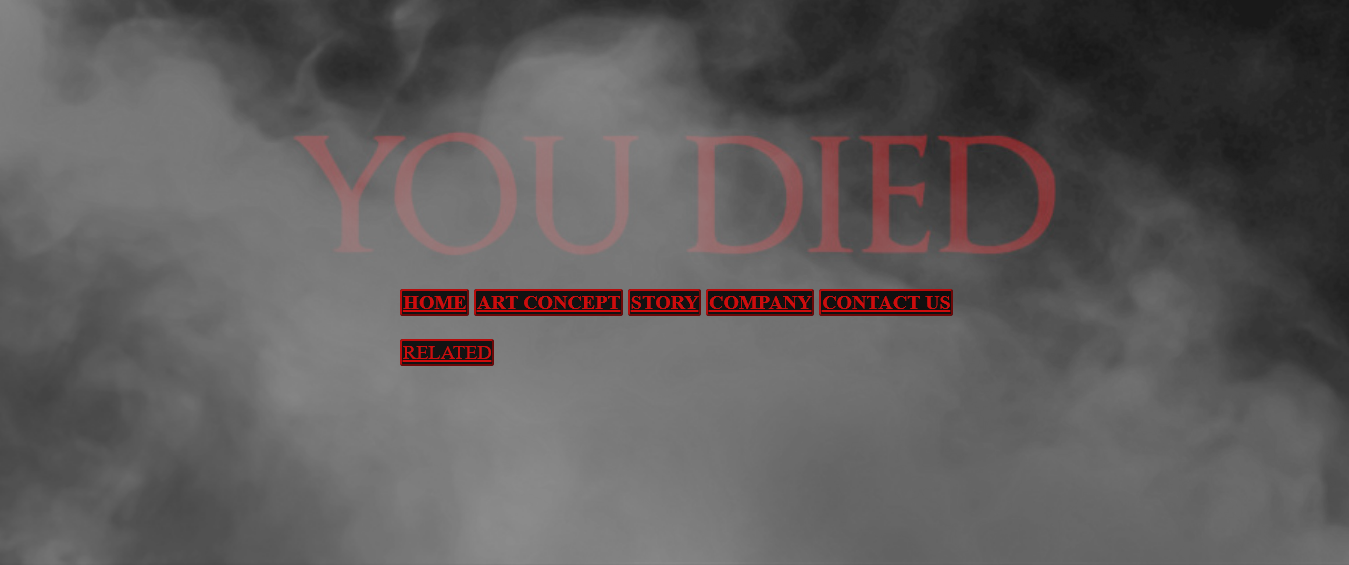 YOU DIED
HOME ART CONCEPT STORY COMPANY CONTACT US
RELATED